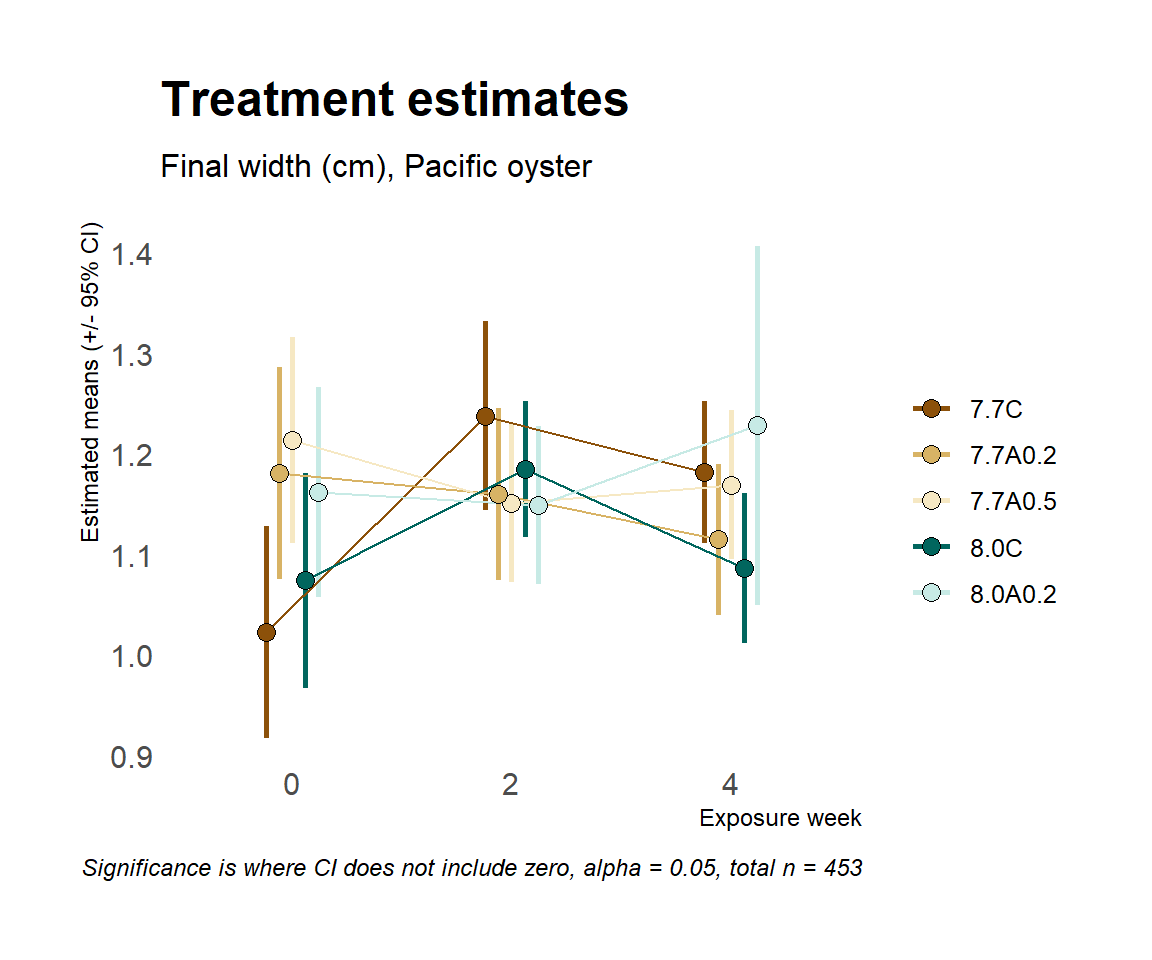 Treatment estimates
Final width (cm), Pacific oyster
Estimated means (+/- 95% CI)
1.4
1.3
1.2
1.1
1.0
0.9
0
2
4
Exposure week
7.7C
7.7A0.2
7.7A0.5
8.0C
8.0A0.2
Significance is where CI does not include zero, alpha = 0.05, total n = 453